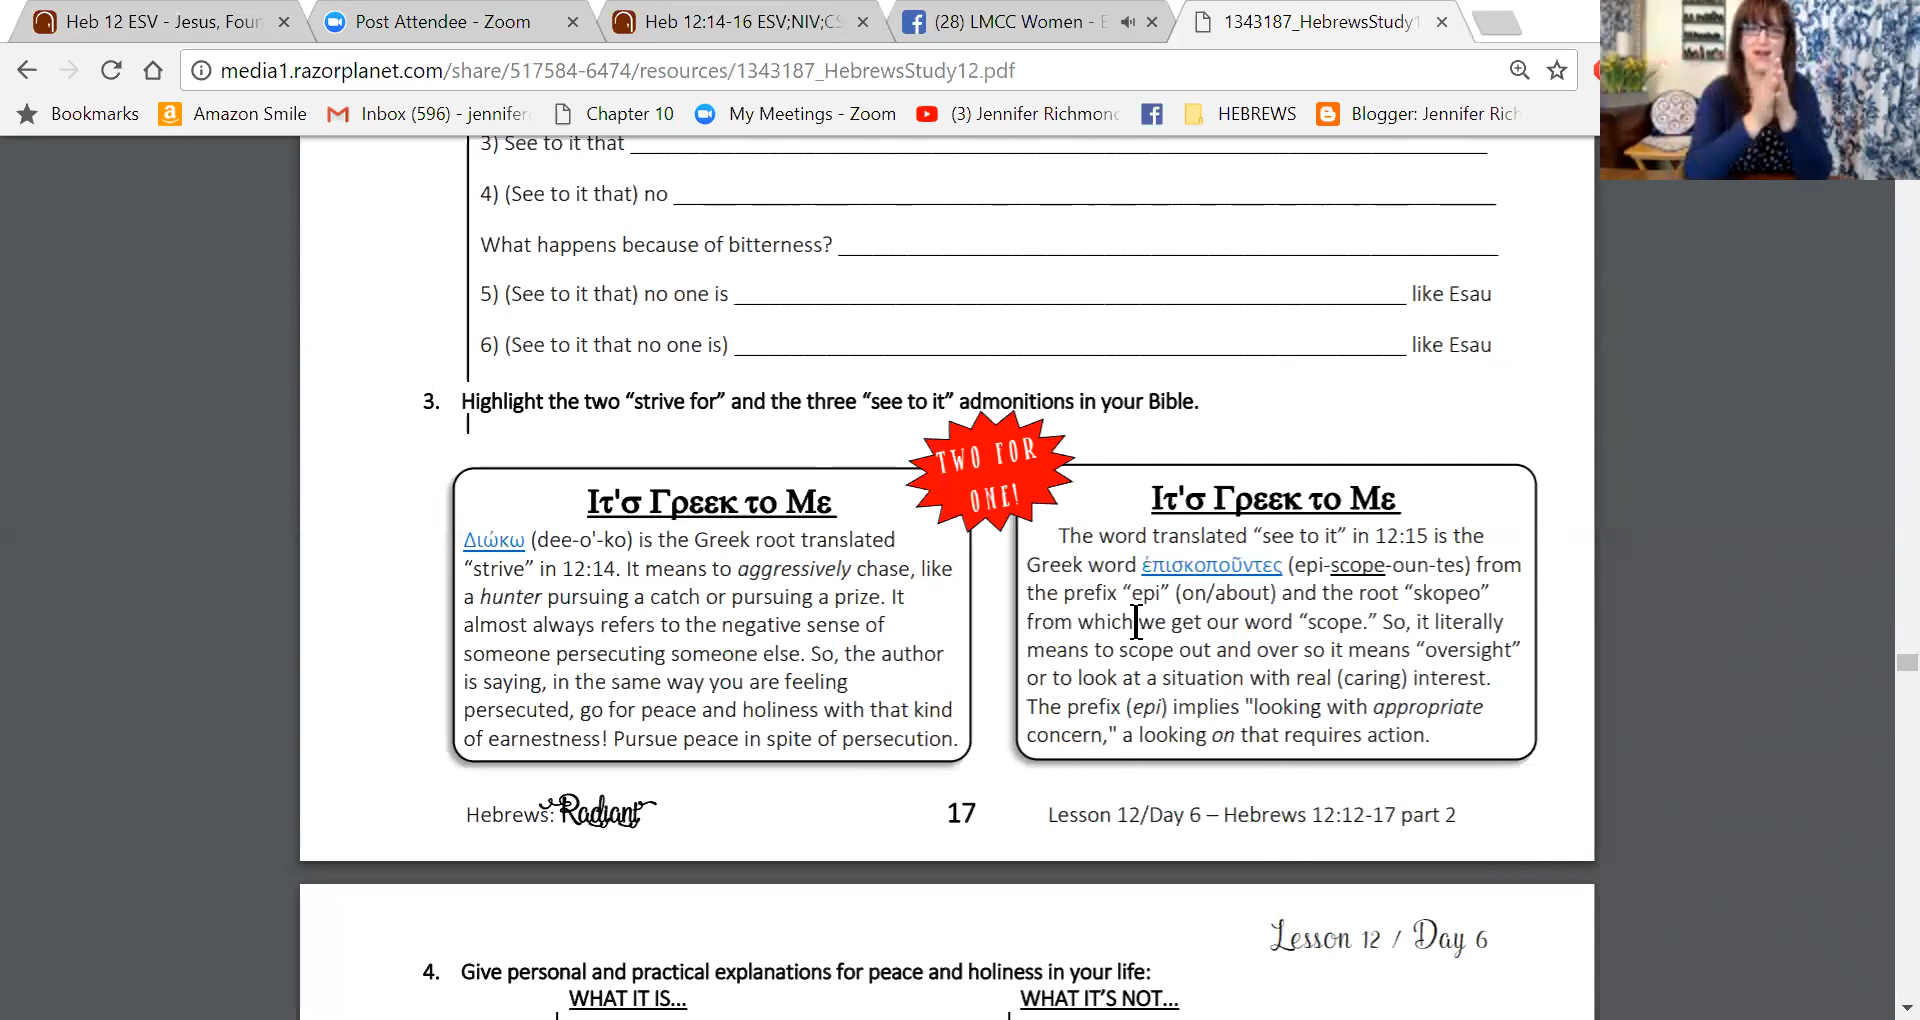 Heb 12 ESV - Jesus, Foun
Post Attendee - Zoom
Heb 12:14-16 ESV;NIV;CS
(28) LMCC Women - E
1343187_HebrewsStudy1
media1.razorplanet.com/share/517584-6474/resources/1343187_HebrewsStudy12.pdf
Bookmarks
Amazon Smile
Inbox (596) - jennifer
Chapter 10
My Meetings - Zoom
(3) Jennifer Richmon
HEBREWS
Blogger: Jennifer Rich
3) See to it that ____________
4) (See to it that) no ____________
What happens because of bitterness? ____________
5) (See to it that) no one is ____________ like Esau
6) (See to it that no one is) ____________ like Esau
3. Highlight the two “strive for” and the three “see to it” admonitions in your Bible.
TWO FOR
ONE!
Ιτ'σ Γρεεκ το Με
Διώκω (dee-o'-ko) is the Greek root translated
“strive” in 12:14. It means to aggressively chase, like
a hunter pursuing a catch or pursuing a prize. It
almost always refers to the negative sense of
someone persecuting someone else. So, the author
is saying, in the same way you are feeling
persecuted, go for peace and holiness with that kind
of earnestness! Pursue peace in spite of persecution.
Ιτ'σ Γρεεκ το Με
The word translated “see to it” in 12:15 is the
Greek word ἐπισκοποῦντες (epi-scope-oun-tes) from
the prefix “epi” (on/about) and the root “skopeo”
from which we get our word “scope.” So, it literally
means to scope out and over so it means “oversight”
or to look at a situation with real (caring) interest.
The prefix (epi) implies "looking with appropriate
concern," a looking on that requires action.
Hebrews: Radiant
17
Lesson 12/Day 6 – Hebrews 12:12-17 part 2
Lesson 12 / Day 6
4. Give personal and practical explanations for peace and holiness in your life:
WHAT IT IS...
WHAT IT’S NOT...